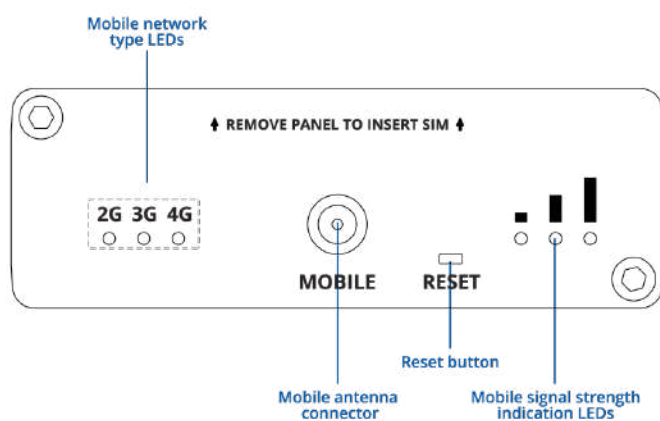 Mobile network
type LEDs
REMOVE PANEL TO INSERT SIM
2G 3G 4G
MOBILE
RESET
Reset button
Mobile antenna
connector
Mobile signal strength
indication LEDs